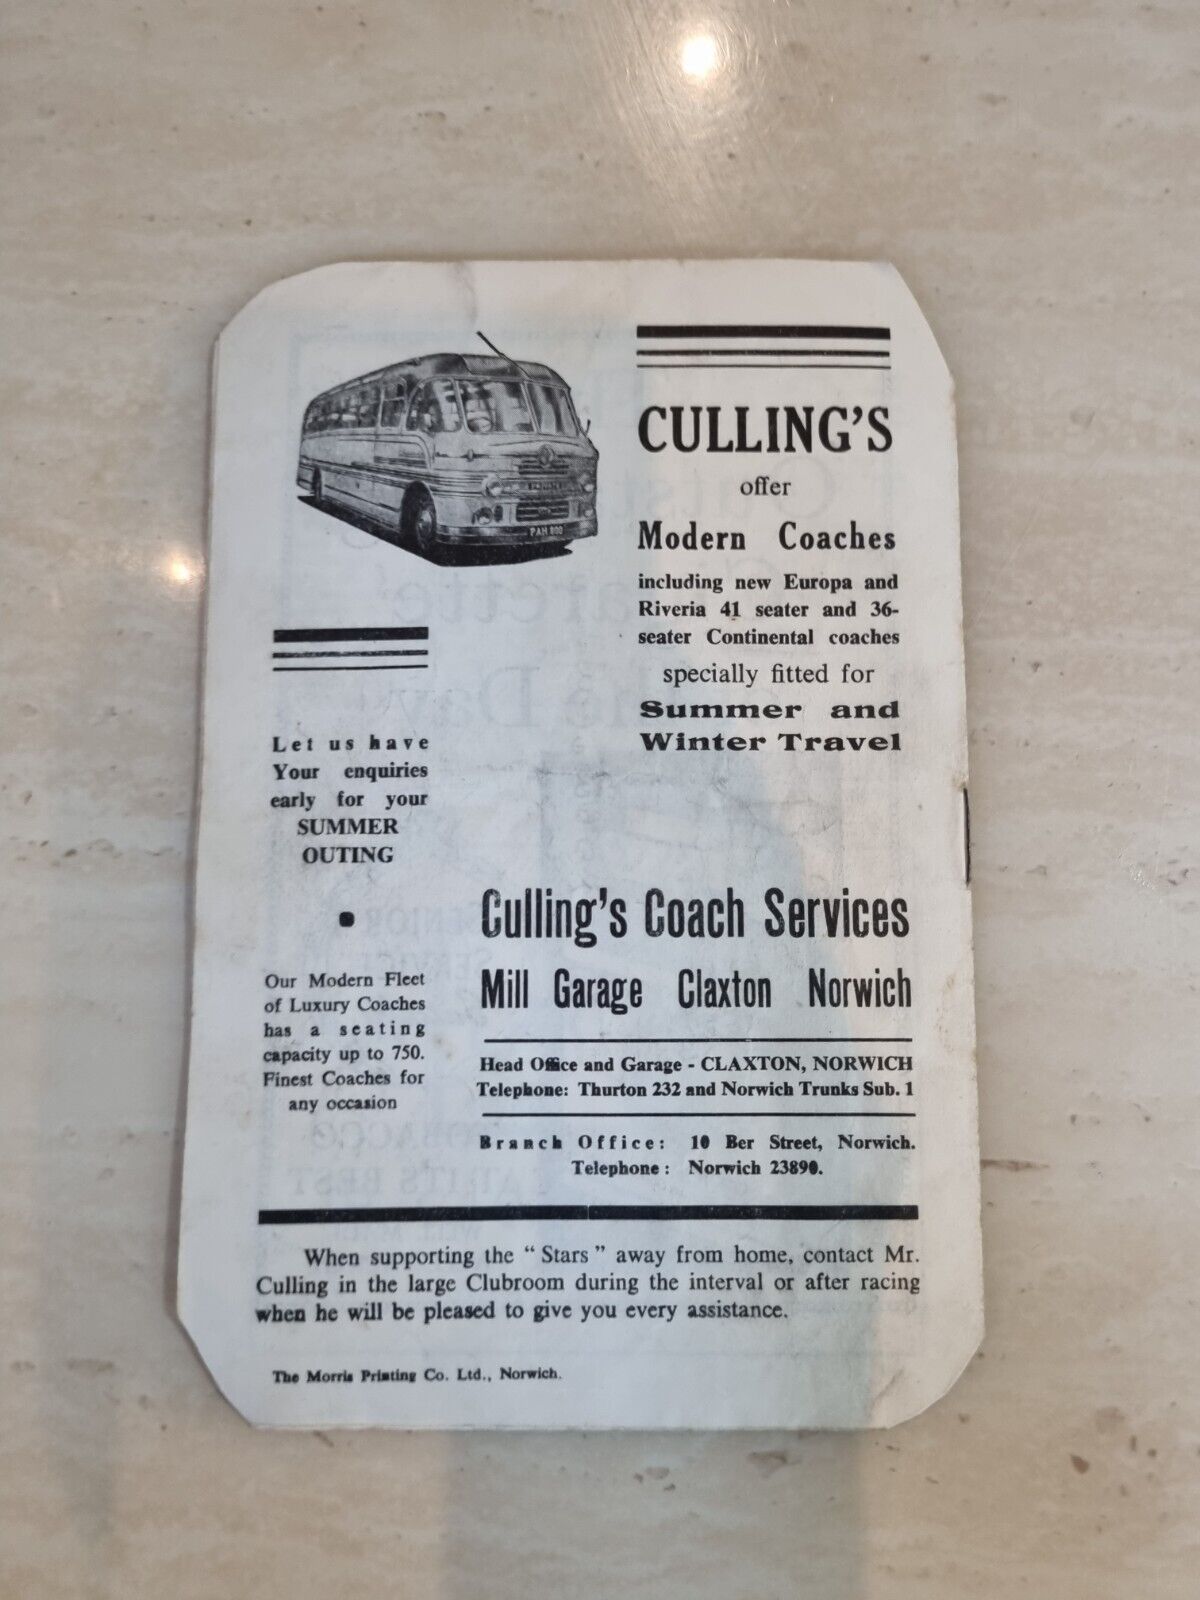 PAH 800
CULLING'S
offer
Modern Coaches
including new Europa and
Riveria 41 seater and 36-
seater Continental coaches
specially fitted for
Summer and
Winter Travel
Let us have
Your enquiries
early for your
SUMMER
OUTING
•
Our Modern Fleet
of Luxury Coaches
has a seating
capacity up to 750.
Finest Coaches for
any occasion
Culling's Coach Services
Mill Garage Claxton Norwich
Head Office and Garage - CLAXTON, NORWICH
Telephone: Thurton 232 and Norwich Trunks Sub. 1
Branch Office: 10 Ber Street, Norwich.
Telephone: Norwich 23890.
When supporting the "Stars" away from home, contact Mr.
Culling in the large Clubroom during the interval or after racing
when he will be pleased to give you every assistance.
The Morris Printing Co. Ltd., Norwich.